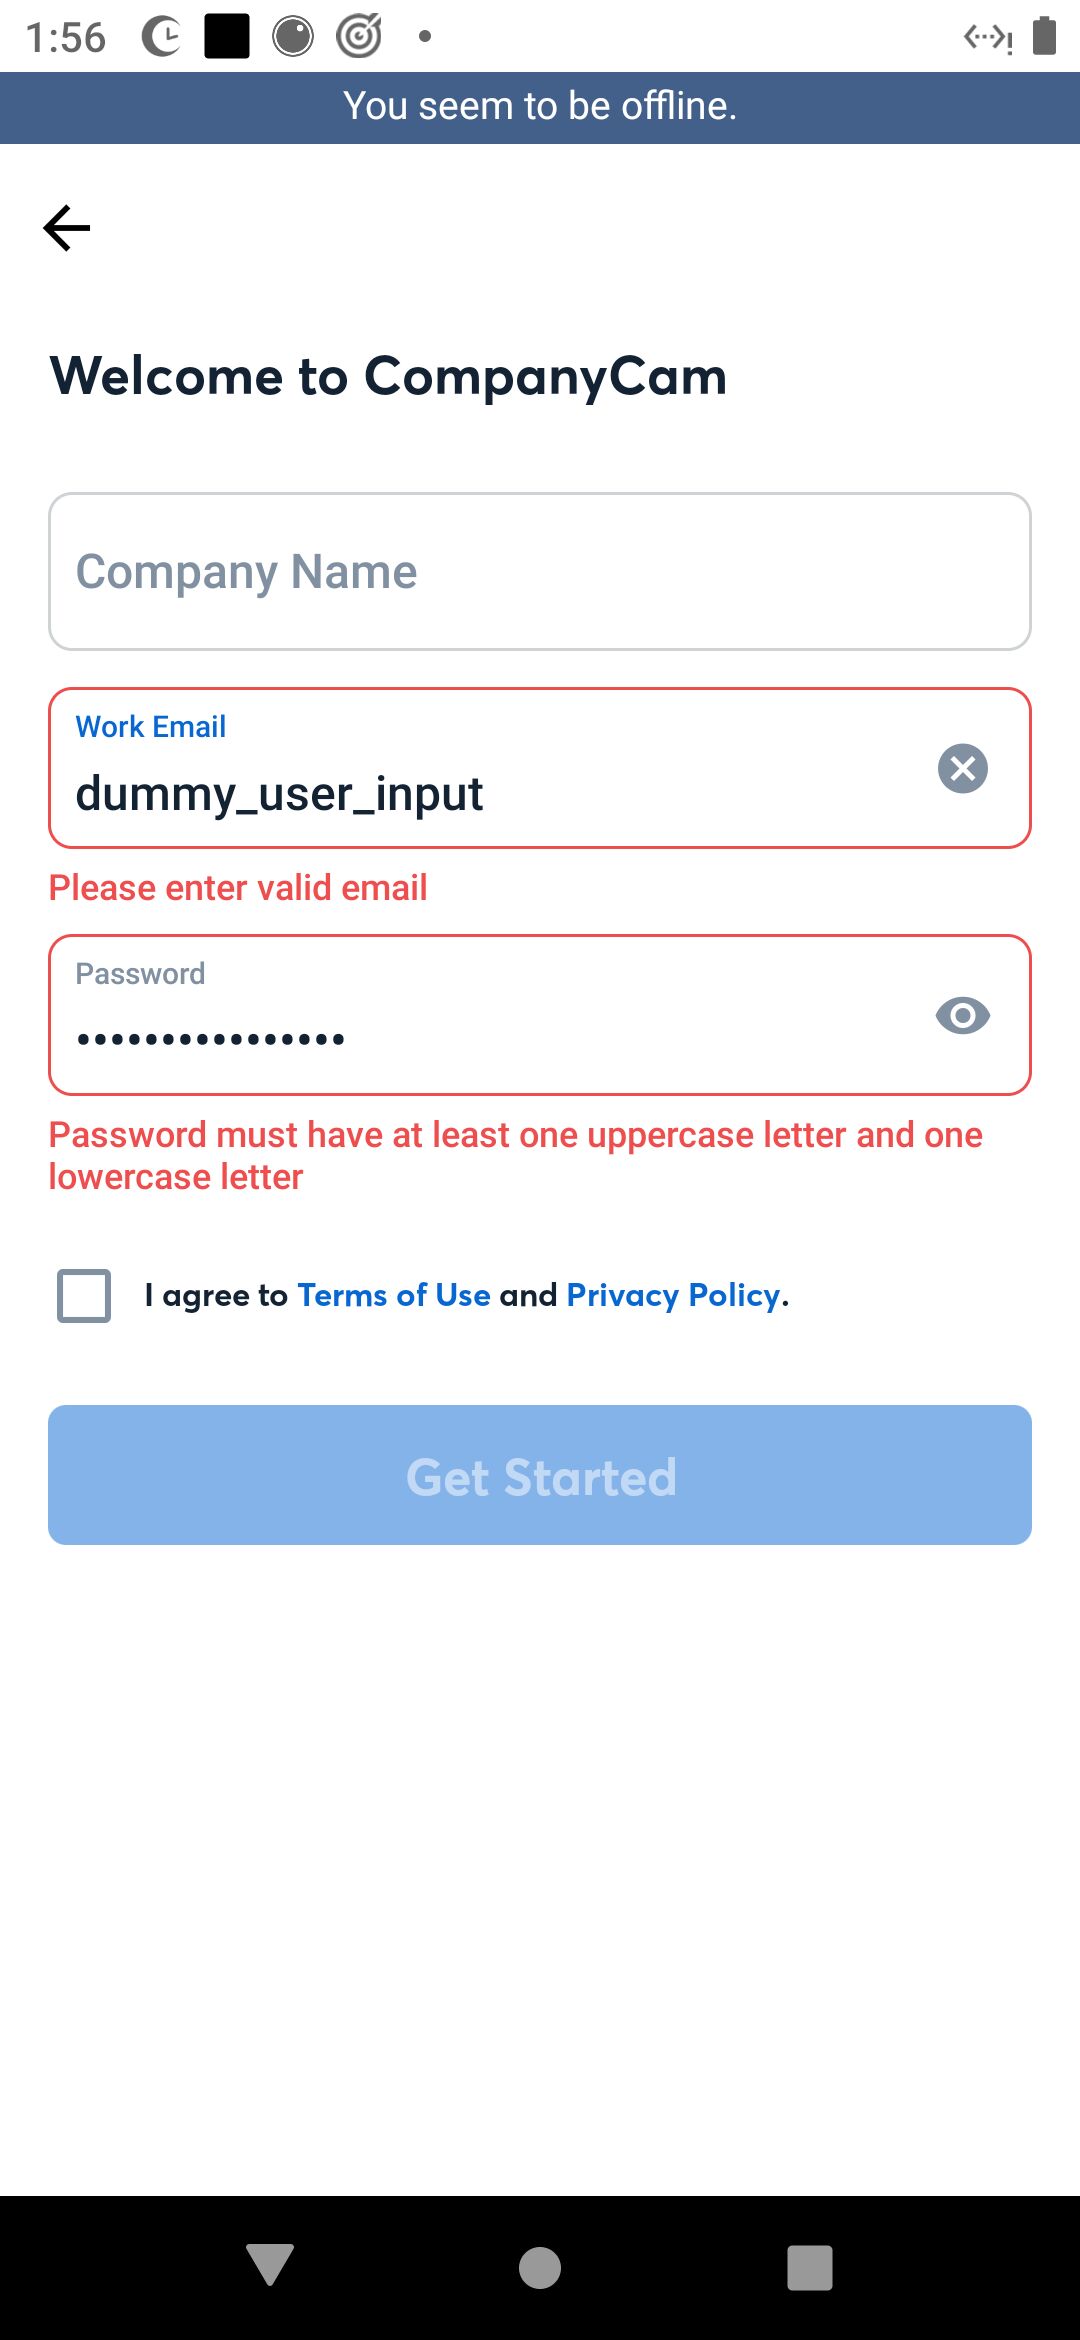 1:56
You seem to be offline.
Welcome to CompanyCam
Company Name
Work Email
dummy_user_input
Please enter valid email
Password
••••••••••••••••
Password must have at least one uppercase letter and one
lowercase letter
I agree to Terms of Use and Privacy Policy.
Get Started